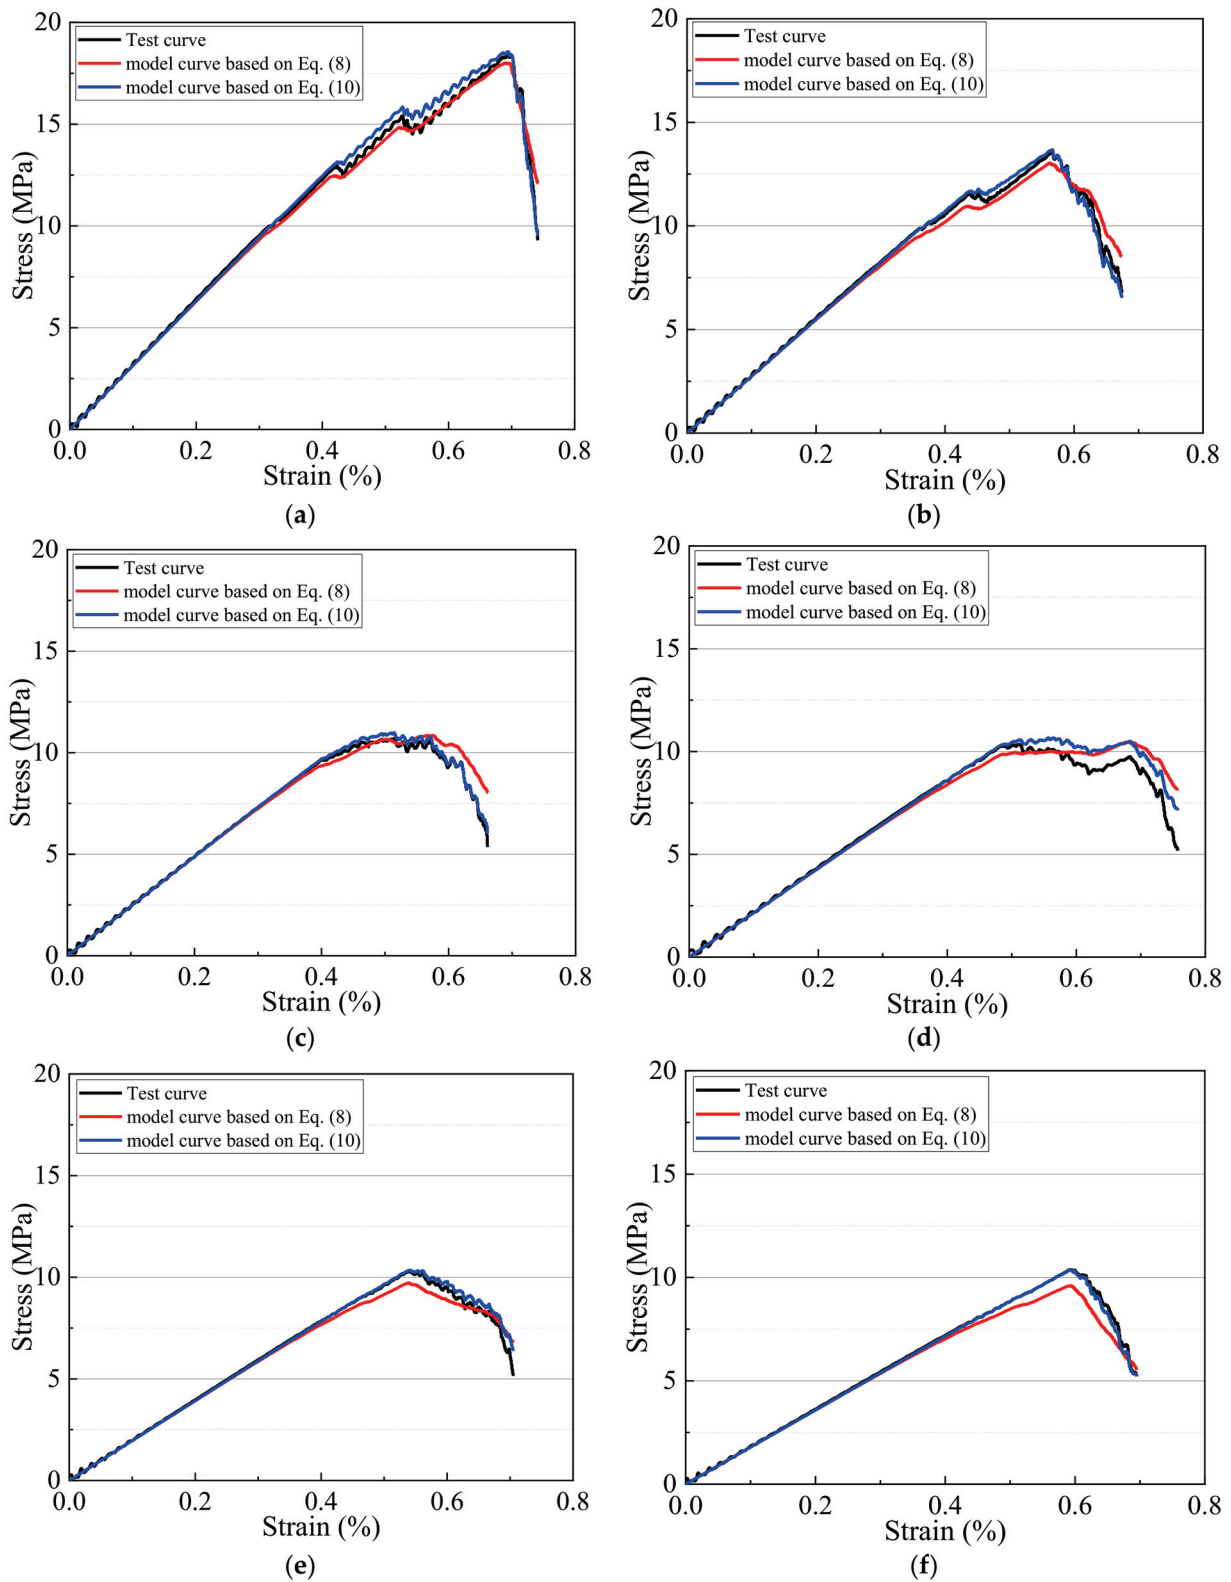 20
15
10
5
0
Stress (MPa)
Test curve
model curve based on Eq. (8)
model curve based on Eq. (10)
0.0 0.2 0.4 0.6 0.8
Strain (%)
(a)
20
15
10
5
0
Stress (MPa)
Test curve
model curve based on Eq. (8)
model curve based on Eq. (10)
0.0 0.2 0.4 0.6 0.8
Strain (%)
(b)
20
15
10
5
0
Stress (MPa)
Test curve
model curve based on Eq. (8)
model curve based on Eq. (10)
0.0 0.2 0.4 0.6 0.8
Strain (%)
(c)
20
15
10
5
0
Stress (MPa)
Test curve
model curve based on Eq. (8)
model curve based on Eq. (10)
0.0 0.2 0.4 0.6 0.8
Strain (%)
(d)
20
15
10
5
0
Stress (MPa)
Test curve
model curve based on Eq. (8)
model curve based on Eq. (10)
0.0 0.2 0.4 0.6 0.8
Strain (%)
(e)
20
15
10
5
0
Stress (MPa)
Test curve
model curve based on Eq. (8)
model curve based on Eq. (10)
0.0 0.2 0.4 0.6 0.8
Strain (%)
(f)